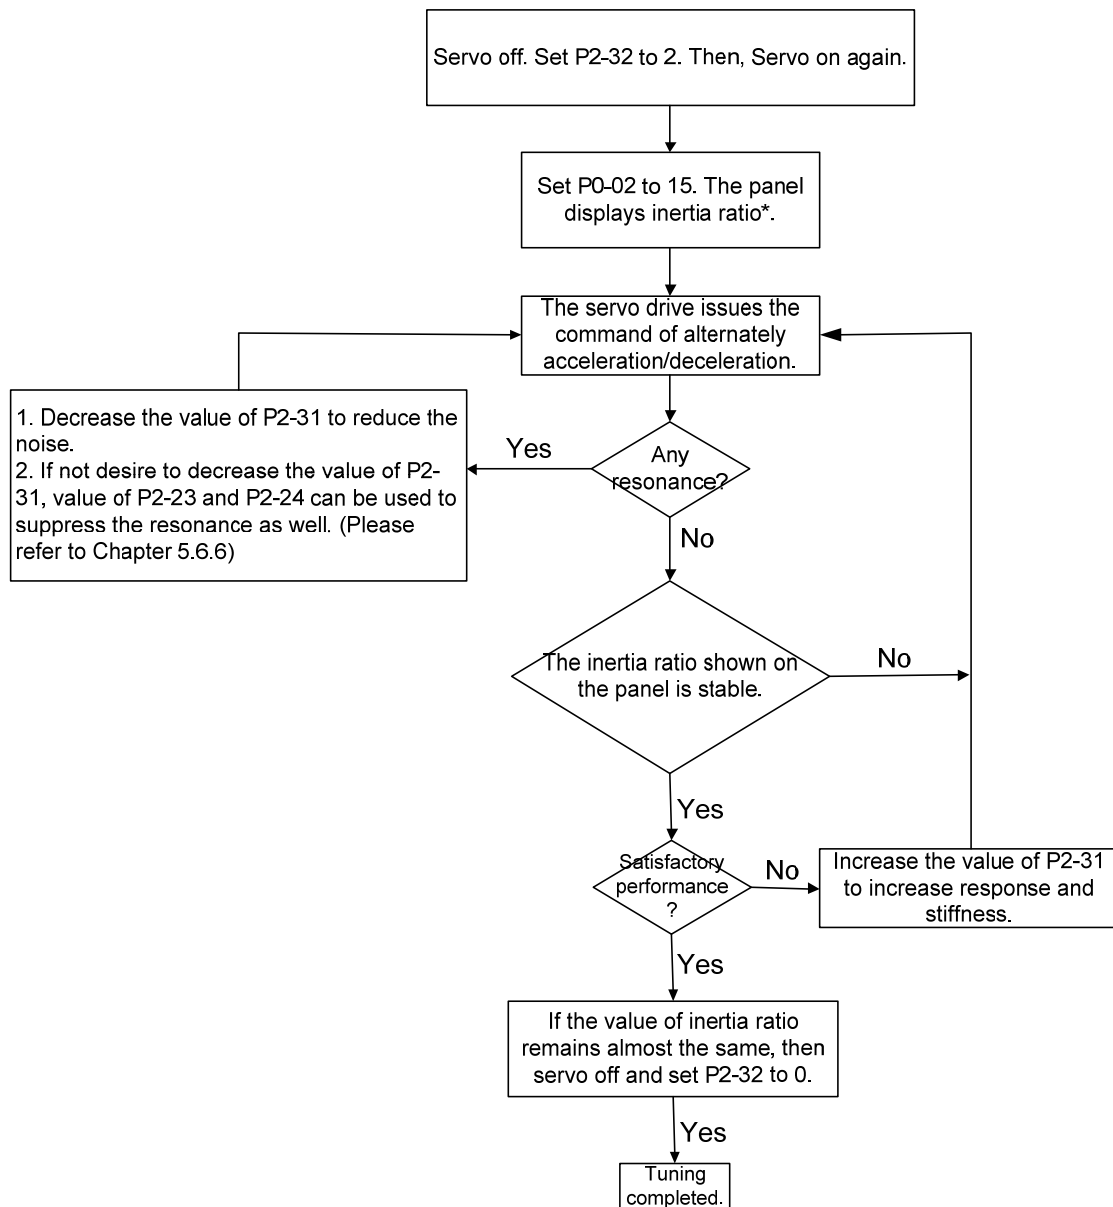 Servo off. Set P2-32 to 2. Then, Servo on again.
Set P0-02 to 15. The panel
displays inertia ratio*.
The servo drive issues the
command of alternately
acceleration/deceleration.
1. Decrease the value of P2-31 to reduce the
noise.
2. If not desire to decrease the value of P2-
31, value of P2-23 and P2-24 can be used to
suppress the resonance as well. (Please
refer to Chapter 5.6.6)
Yes
Any
resonance?
No
The inertia ratio shown on
the panel is stable.
No
Yes
Satisfactory
performance
?
No
Increase the value of P2-31
to increase response and
stiffness.
Yes
If the value of inertia ratio
remains almost the same, then
servo off and set P2-32 to 0.
Yes
Tuning
completed.